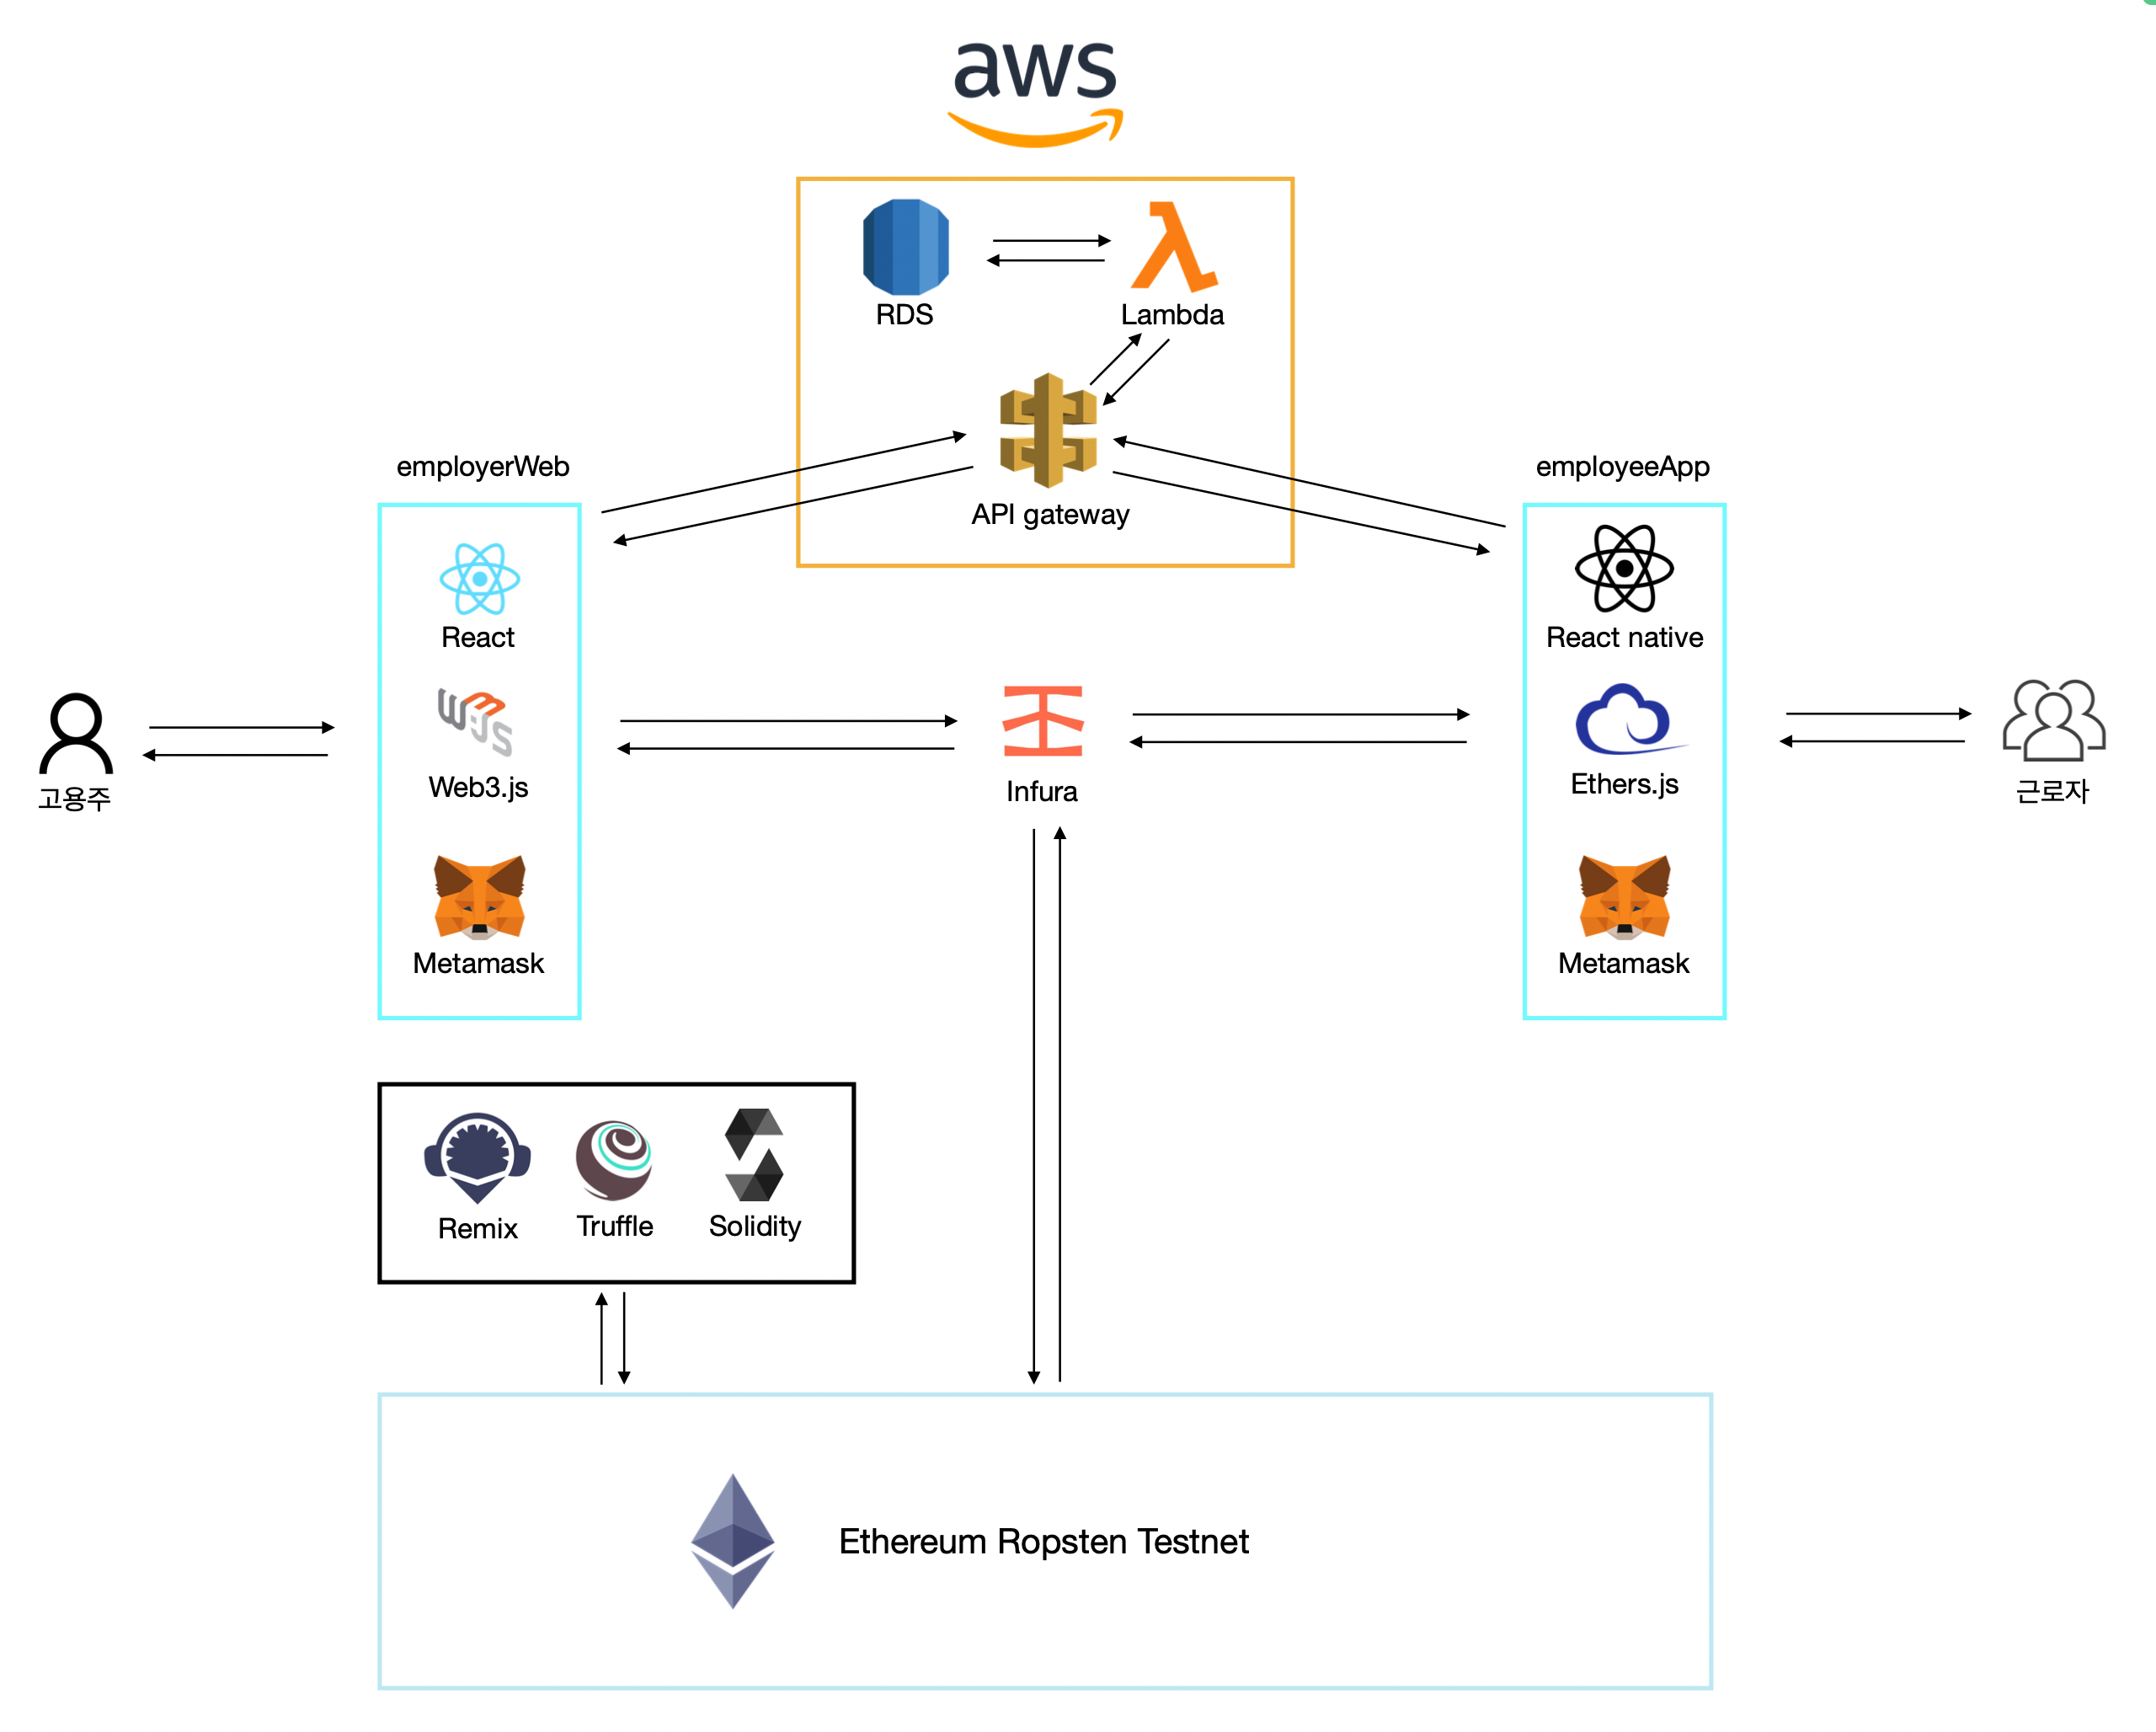 aws
RDS
Lambda
API gateway
employerWeb
employeeApp
React
React native
고용주
Web3.js
Infura
Ethers.js
근로자
Metamask
Metamask
Remix
Truffle
Solidity
Ethereum Ropsten Testnet